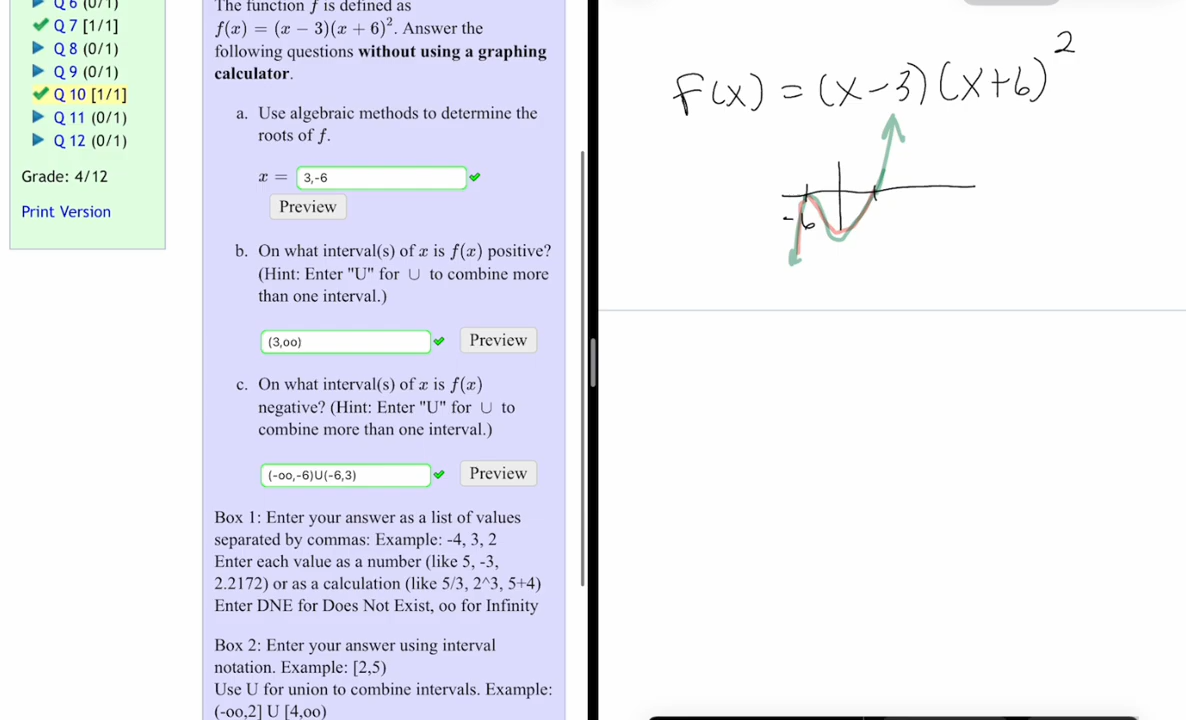 Q 6 (0/1)
Q 7 [1/1]
Q 8 (0/1)
Q 9 (0/1)
Q 10 [1/1]
Q 11 (0/1)
Q 12 (0/1)
Grade: 4/12
Print Version
The function f is defined as
f(x) = (x − 3)(x + 6)². Answer the
following questions without using a graphing
calculator.
a. Use algebraic methods to determine the
roots of f.
x = 3,-6
Preview
b. On what interval(s) of x is f(x) positive?
(Hint: Enter "U" for ∪ to combine more
than one interval.)
(3,oo) Preview
c. On what interval(s) of x is f(x)
negative? (Hint: Enter "U" for ∪ to
combine more than one interval.)
(-oo,-6)U(-6,3) Preview
Box 1: Enter your answer as a list of values
separated by commas: Example: -4, 3, 2
Enter each value as a number (like 5, -3,
2.2172) or as a calculation (like 5/3, 2^3, 5+4)
Enter DNE for Does Not Exist, oo for Infinity
Box 2: Enter your answer using interval
notation. Example: [2,5)
Use U for union to combine intervals. Example:
(-oo,2] U [4,oo)
f(x) = (x-3)(x+6)²
-6